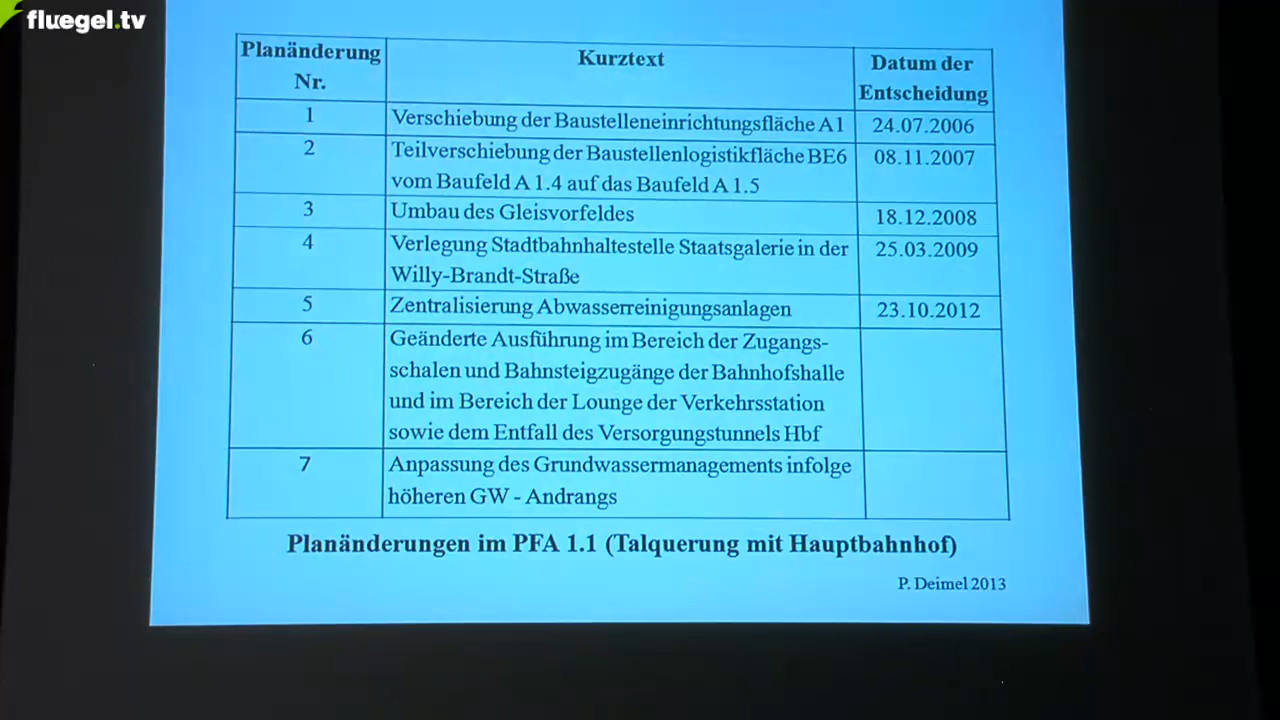 fluegel.tv
Planänderung Nr.
Kurztext
Datum der Entscheidung
1
Verschiebung der Baustelleneinrichtungsfläche A1
24.07.2006
2
Teilverschiebung der Baustellenlogistikfläche BE6
vom Baufeld A 1.4 auf das Baufeld A 1.5
08.11.2007
3
Umbau des Gleisvorfeldes
18.12.2008
4
Verlegung Stadtbahnhaltestelle Staatsgalerie in der
Willy-Brandt-Straße
25.03.2009
5
Zentralisierung Abwasserreinigungsanlagen
23.10.2012
6
Geänderte Ausführung im Bereich der Zugangs-
schalen und Bahnsteigzugänge der Bahnhofshalle
und im Bereich der Lounge der Verkehrsstation
sowie dem Entfall des Versorgungstunnels Hbf
7
Anpassung des Grundwassermanagements infolge
höheren GW - Andrangs
Planänderungen im PFA 1.1 (Talquerung mit Hauptbahnhof)
P. Deimel 2013